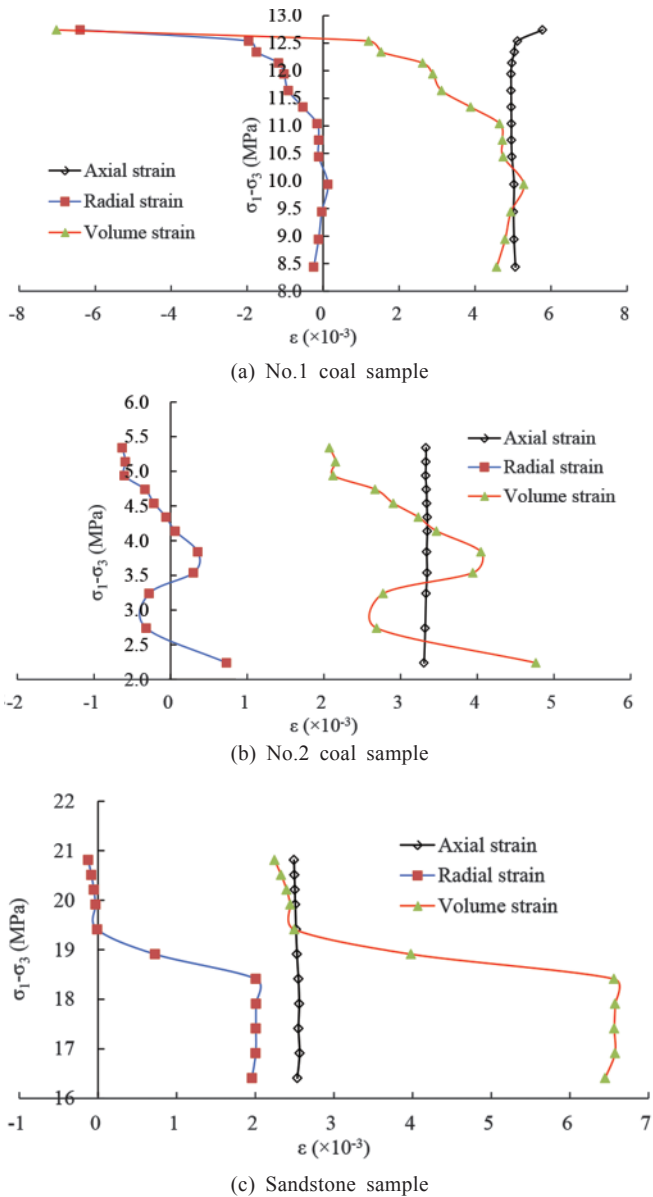 13.0
12.5
12.0
11.5
11.0
10.5
10.0
9.5
9.0
8.5
8.0
σ₁-σ₃ (MPa)
Axial strain
Radial strain
Volume strain
-8 -6 -4 -2 0 2 4 6 8
ε (×10⁻³)
(a) No.1 coal sample
6.0
5.5
5.0
4.5
4.0
3.5
3.0
2.5
2.0
σ₁-σ₃ (MPa)
Axial strain
Radial strain
Volume strain
-2 -1 0 1 2 3 4 5 6
ε (×10⁻³)
(b) No.2 coal sample
22
21
20
19
18
17
16
σ₁-σ₃ (MPa)
Axial strain
Radial strain
Volume strain
-1 0 1 2 3 4 5 6 7
ε (×10⁻³)
(c) Sandstone sample